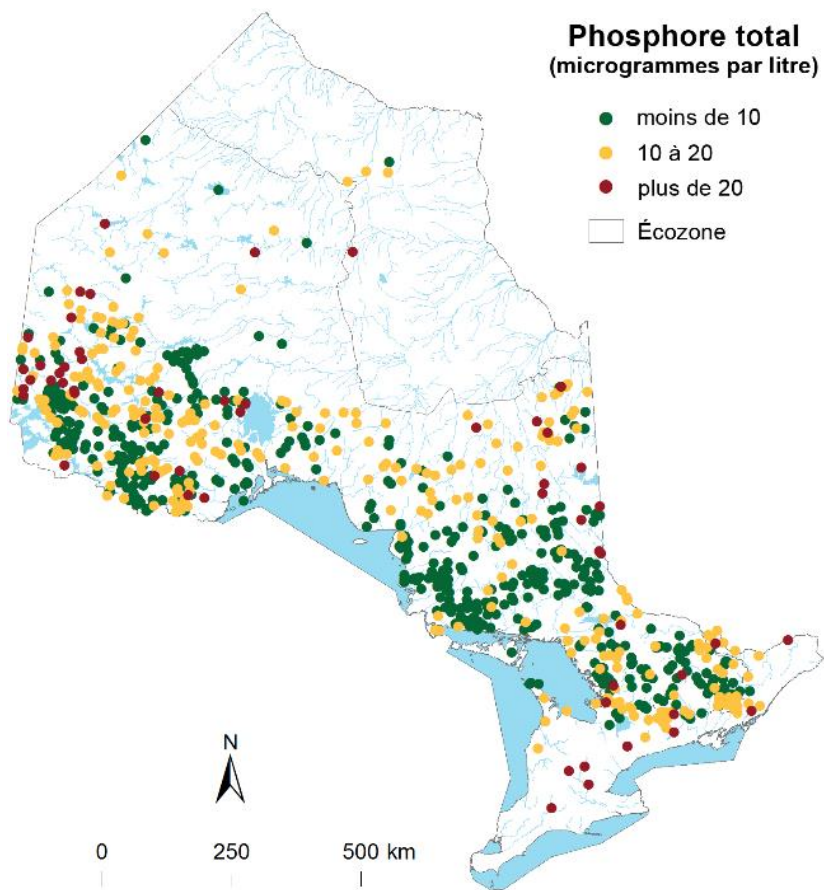 Phosphore total
(microgrammes par litre)
moins de 10
10 à 20
plus de 20
Écozone
N
0 250 500 km